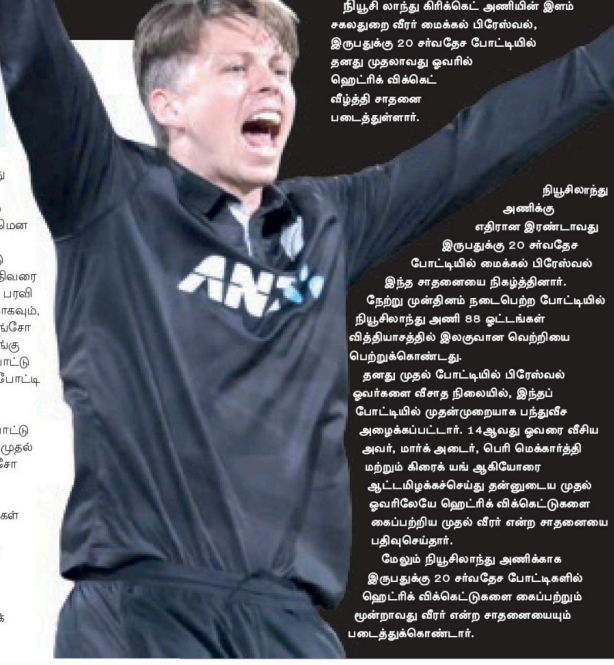 நியூசி லாந்து கிரிக்கெட் அணியின் இளம்
சகலதுறை வீரர் மைக்கல் பிரேஸ்வல்,
இருபதுக்கு 20 சர்வதேச போட்டியில்
தனது முதலாவது ஓவரில்
ஹெட்ரிக் விக்கெட்
வீழ்த்தி சாதனை
படைத்துள்ளார்.
நியூசிலாந்து
அணிக்கு
எதிரான இரண்டாவது
இருபதுக்கு 20 சர்வதேச
போட்டியில் மைக்கல் பிரேஸ்வல்
இந்த சாதனையை நிகழ்த்தினார்.
நேற்று முன்தினம் நடைபெற்ற போட்டியில்
நியூசிலாந்து அணி 88 ஓட்டங்கள்
வித்தியாசத்தில் இலகுவான வெற்றியை
பெற்றுக்கொண்டது.
தனது முதல் போட்டியில் பிரேஸ்வல்
ஓவர்களை வீசாத நிலையில், இந்தப்
போட்டியில் முதன்முறையாக பந்துவீச
அழைக்கப்பட்டார். 14ஆவது ஓவரை வீசிய
அவர், மார்க் அடைர், பெரி மெக்கார்த்தி
மற்றும் கிரைக் யங் ஆகியோரை
ஆட்டமிழக்கச்செய்து தன்னுடைய முதல்
ஓவரிலேயே ஹெட்ரிக் விக்கெட்டுகளை
கைப்பற்றிய முதல் வீரர் என்ற சாதனையை
பதிவுசெய்தார்.
மேலும் நியூசிலாந்து அணிக்காக
இருபதுக்கு 20 சர்வதேச போட்டிகளில்
ஹெட்ரிக் விக்கெட்டுகளை கைப்பற்றும்
மூன்றாவது வீரர் என்ற சாதனையையும்
படைத்துக்கொண்டார்.
ANZ